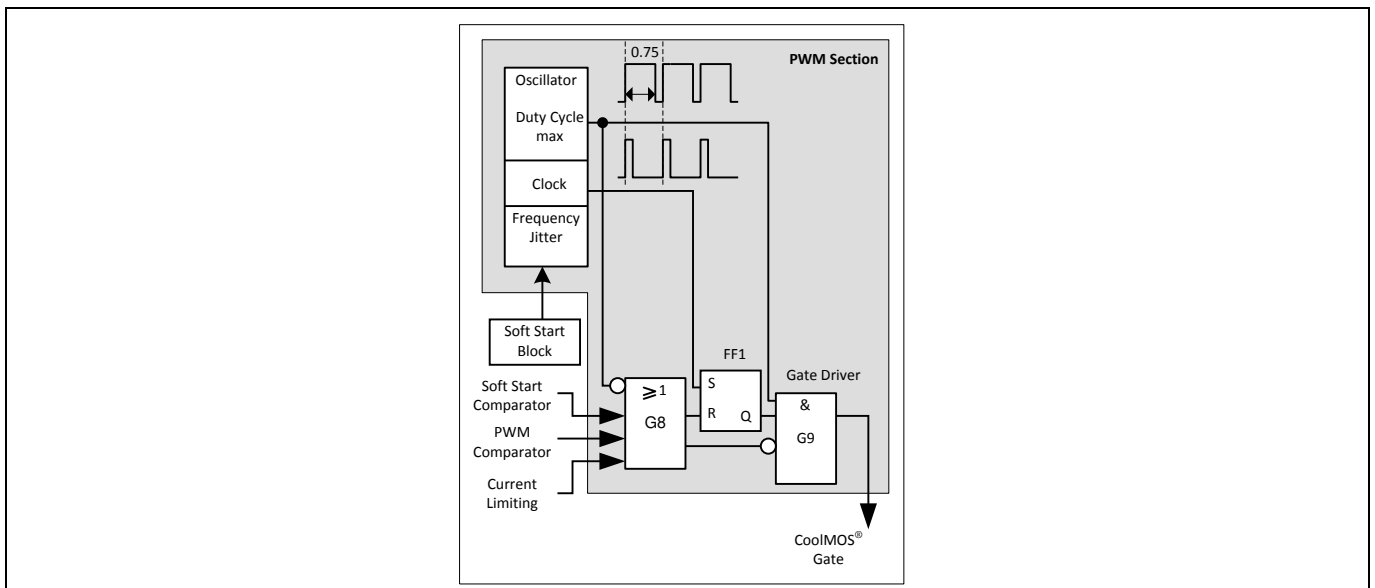 0.75
PWM Section
Oscillator
Duty Cycle
max
Clock
Frequency
Jitter
Soft Start
Block
FF1
Gate Driver
Soft Start
Comparator
PWM
Comparator
Current
Limiting
⩾1
G8
S
R
Q
&
G9
CoolMOS®
Gate